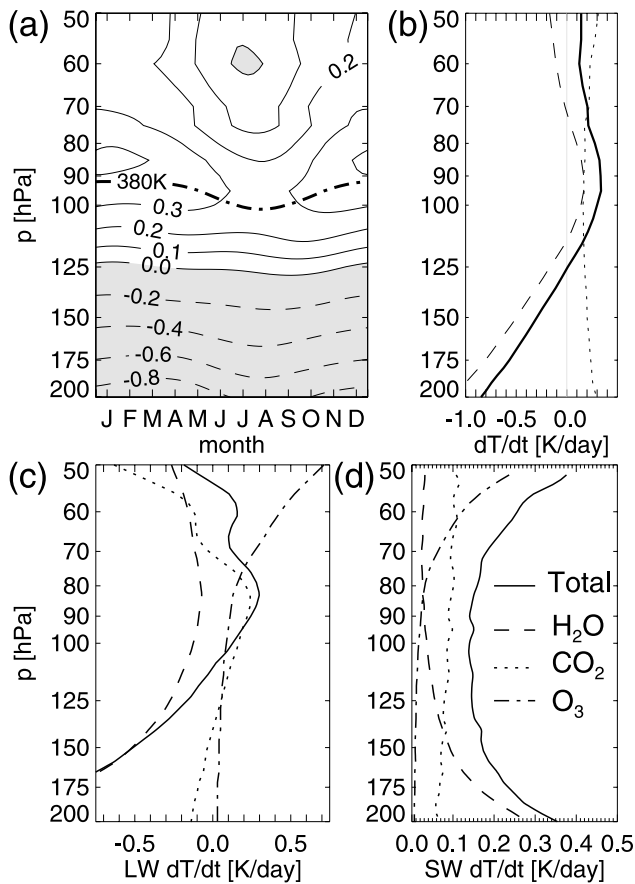 (a)
50
60
70
80
90
100
125
150
175
200
p [hPa]
0.2
380K
0.3
0.2
0.1
0.0
-0.2
-0.4
-0.6
-0.8
J F M A M J J A S O N D
month
(b)
50
60
70
80
90
100
125
150
175
200
-1.0 -0.5 0.0
dT/dt [K/day]
(c)
50
60
70
80
90
100
125
150
175
200
p [hPa]
-0.5 0.0 0.5
LW dT/dt [K/day]
(d)
50
60
70
80
90
100
125
150
175
200
Total
H2O
CO2
O3
0.0 0.1 0.2 0.3 0.4 0.5
SW dT/dt [K/day]